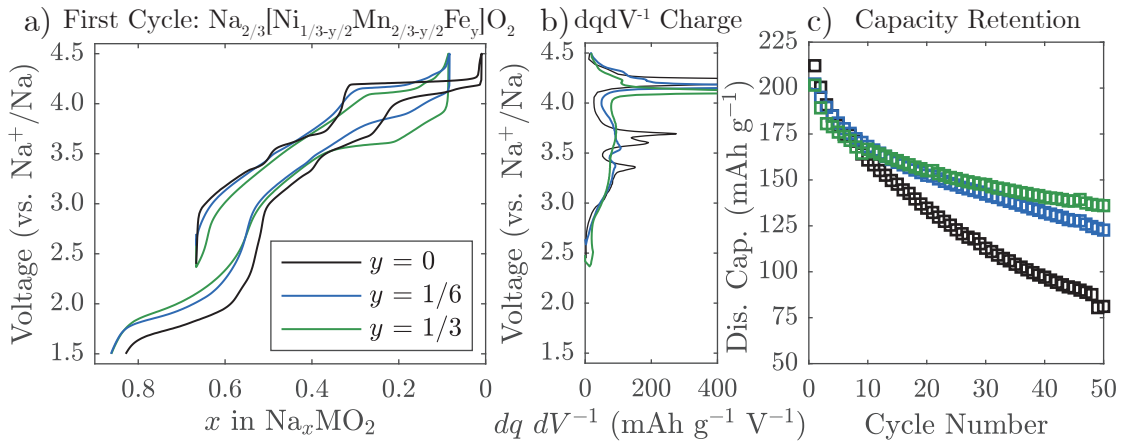 a) First Cycle: Na2/3[Ni1/3-y/2Mn2/3-y/2Fey]O2
4.5
4.0
3.5
3.0
2.5
2.0
1.5
Voltage (vs. Na+/Na)
y = 0
y = 1/6
y = 1/3
0.8 0.6 0.4 0.2 0
x in NaxMO2
b) dqdV-1 Charge
4.5
4.0
3.5
3.0
2.5
2.0
1.5
Voltage (vs. Na+/Na)
0 200 400
dq dV−1 (mAh g−1 V−1)
c) Capacity Retention
225
200
175
150
125
100
75
50
Dis. Cap. (mAh g−1)
0 10 20 30 40 50
Cycle Number